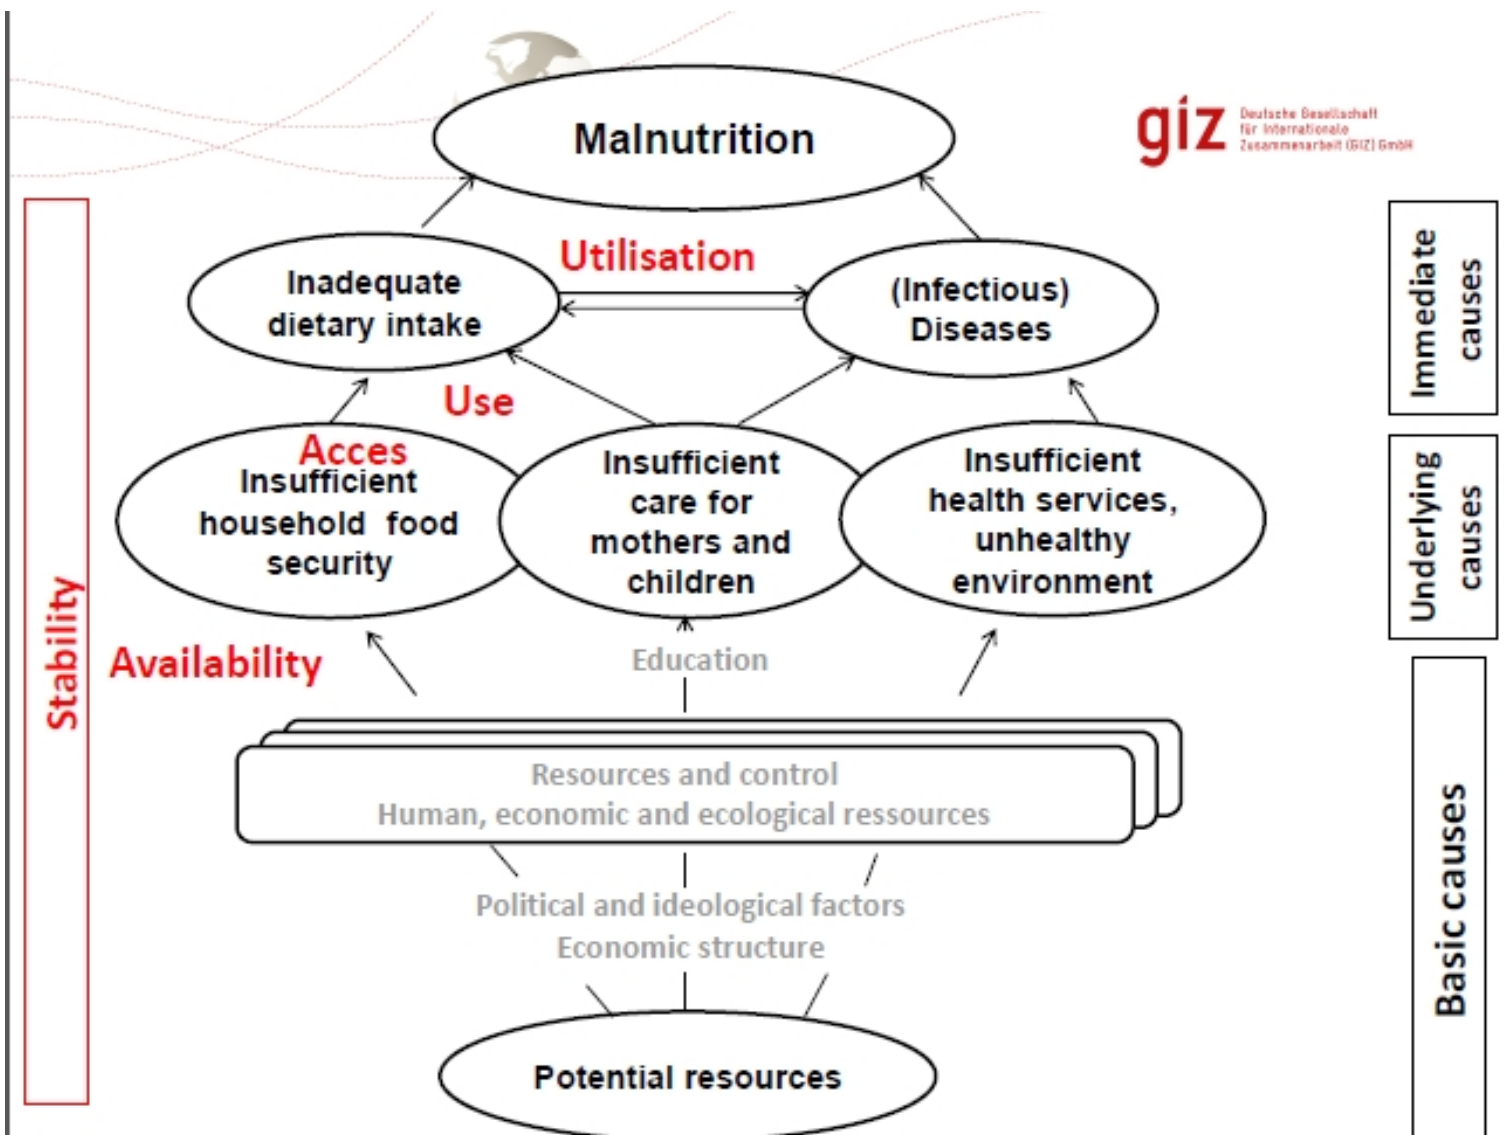 Malnutrition
giz
Deutsche Gesellschaft
für Internationale
Zusammenarbeit (GIZ) GmbH
Immediate
causes
Utilisation
Inadequate
dietary intake
(Infectious)
Diseases
Use
Underlying
causes
Acces
Insufficient
household food
security
Insufficient
care for
mothers and
children
Insufficient
health services,
unhealthy
environment
Stability
Availability
Education
Basic causes
Resources and control
Human, economic and ecological ressources
Political and ideological factors
Economic structure
Potential resources